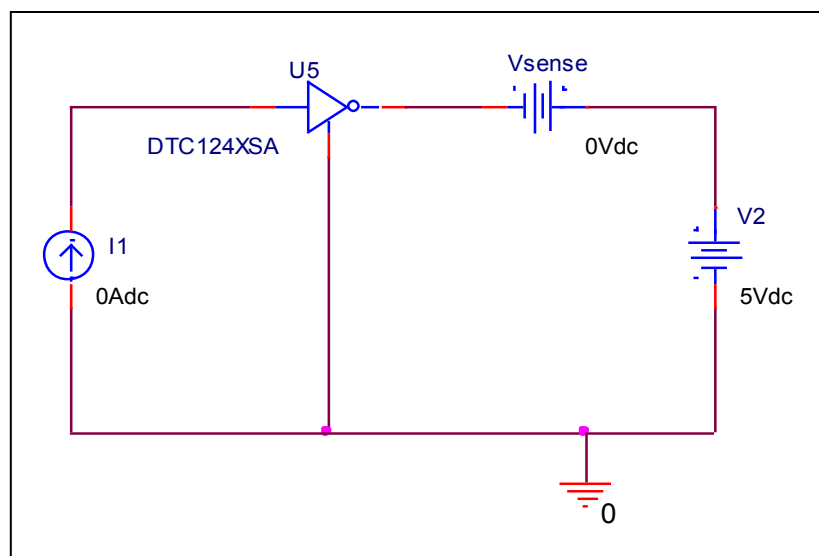 U5
Vsense
DTC124XSA
0Vdc
V2
I1
0Adc
5Vdc
0